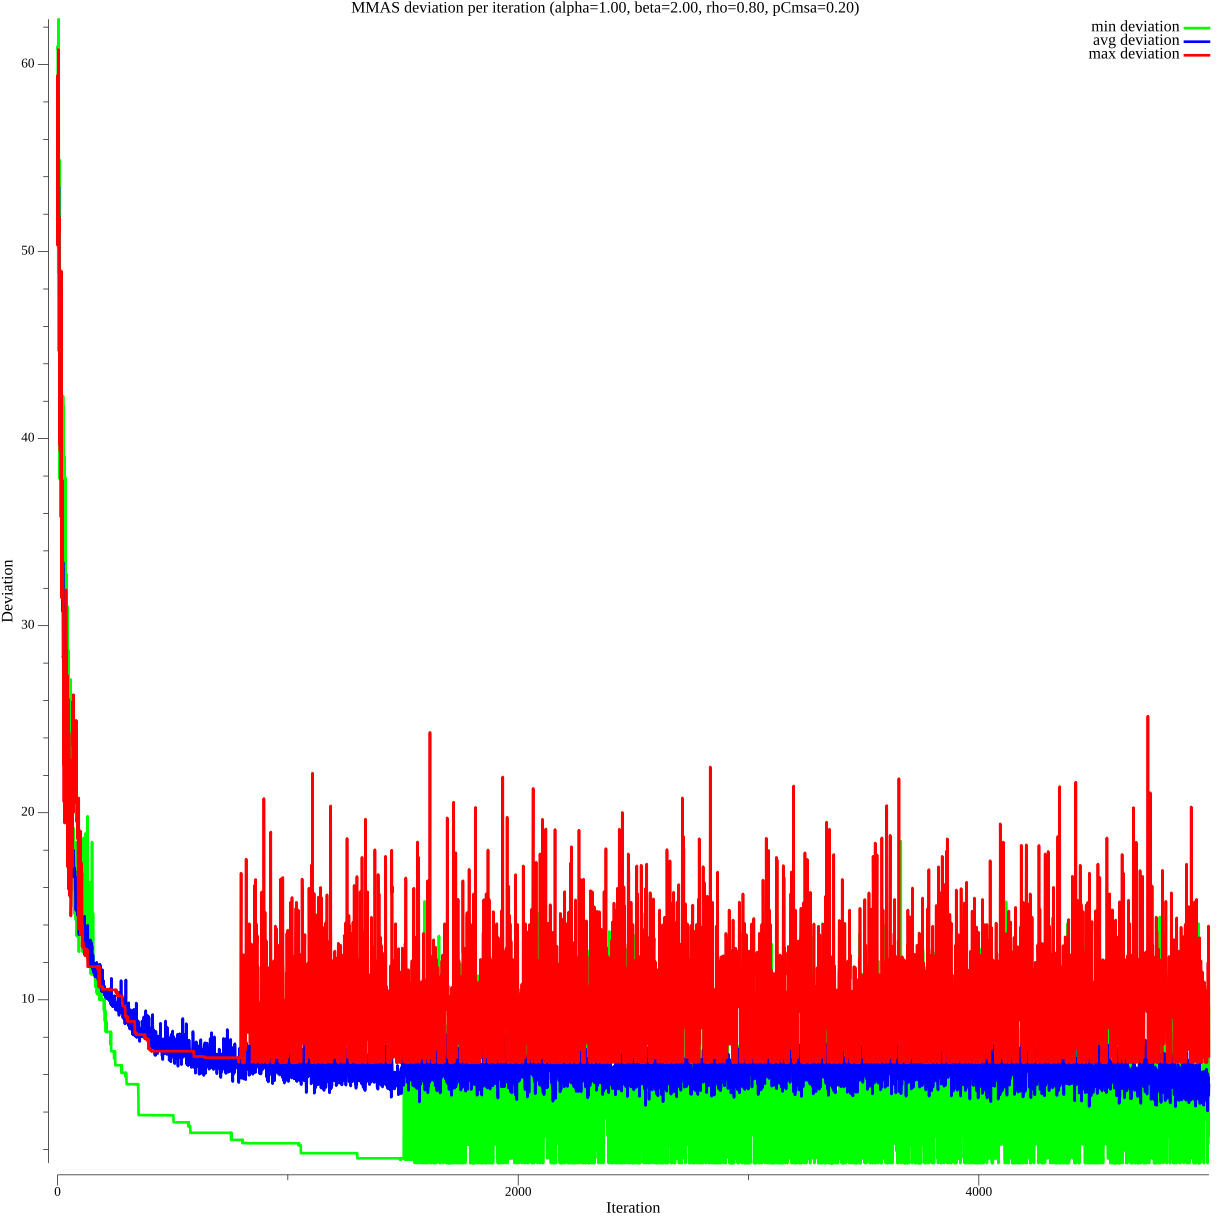 MMAS deviation per iteration (alpha=1.00, beta=2.00, rho=0.80, pCmsa=0.20)
min deviation
avg deviation
max deviation
60
50
40
30
20
10
Deviation
0
2000
4000
Iteration